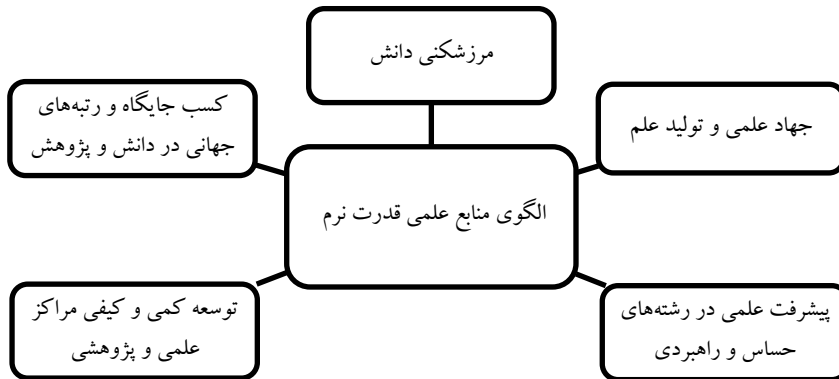 مرزشکنی دانش
جهاد علمی و تولید علم
کسب جایگاه و رتبه‌های
جهانی در دانش و پژوهش
الگوی منابع علمی قدرت نرم
پیشرفت علمی در رشته‌های
حساس و راهبردی
توسعه کمی و کیفی مراکز
علمی و پژوهشی